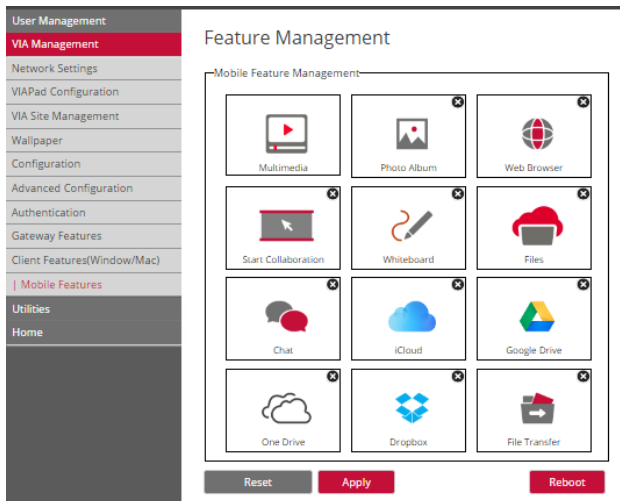 User Management
VIA Management
Network Settings
VIAPad Configuration
VIA Site Management
Wallpaper
Configuration
Advanced Configuration
Authentication
Gateway Features
Client Features(Window/Mac)
| Mobile Features
Utilities
Home
Feature Management
Mobile Feature Management
Multimedia
Photo Album
Web Browser
Start Collaboration
Whiteboard
Files
Chat
iCloud
Google Drive
One Drive
Dropbox
File Transfer
Reset
Apply
Reboot